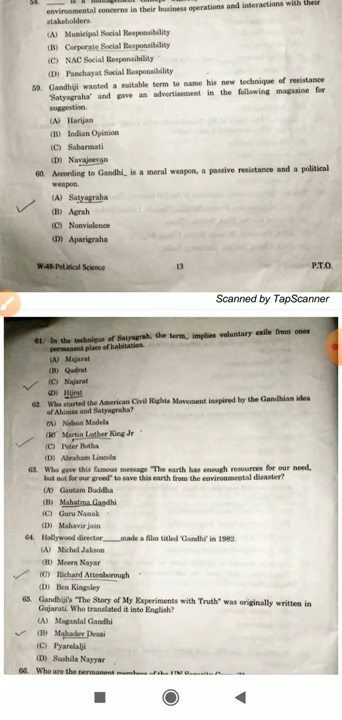 58. ____ is a management concept
environmental concerns in their business operations and interactions with their
stakeholders.
(A) Municipal Social Responsibility
(B) Corporate Social Responsibility
(C) NAC Social Responsibility
(D) Panchayat Social Responsibility
59. Gandhiji wanted a suitable term to name his new technique of resistance
'Satyagraha' and gave an advertisement in the following magazine for
suggestion.
(A) Harijan
(B) Indian Opinion
(C) Sabarmati
(D) Navajeevan
60. According to Gandhi_ is a moral weapon, a passive resistance and a political
weapon.
(A) Satyagraha
(B) Agrah
(C) Nonviolence
(D) Aparigraha
W-48-Political Science 13 P.T.O.
Scanned by TapScanner
61. In the technique of Satyagrah, the term_ implies voluntary exile from ones
permanent place of habitation.
(A) Majarat
(B) Qudrat
(C) Najarat
(D) Hijrat
62. Who started the American Civil Rights Movement inspired by the Gandhian idea
of Ahimsa and Satyagraha?
(A) Nelson Madela
(B) Martin Luther King Jr
(C) Peter Botha
(D) Abraham Lincoln
63. Who gave this famous message "The earth has enough resources for our need,
but not for our greed" to save this earth from the environmental disaster?
(A) Gautam Buddha
(B) Mahatma Gandhi
(C) Guru Nanak
(D) Mahavir jain
64. Hollywood director____made a film titled 'Gandhi' in 1982.
(A) Michel Jakson
(B) Meera Nayar
(C) Richard Attenborough
(D) Ben Kingsley
65. Gandhiji's "The Story of My Experiments with Truth" was originally written in
Gujarati. Who translated it into English?
(A) Maganlal Gandhi
(B) Mahadev Desai
(C) Pyarelalji
(D) Sushila Nayyar
66. Who are the permanent members of the UN Security